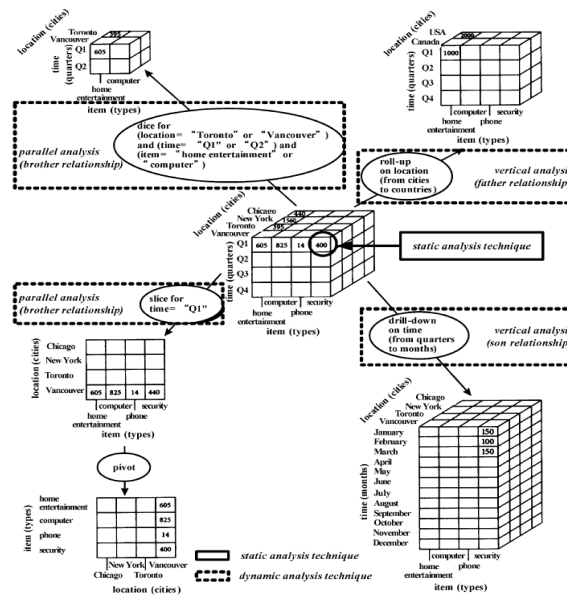 location (cities)
Toronto
Vancouver
395
Q1
605
Q2
time
(quarters)
computer
home
entertainment
item (types)
location (cities)
USA
Canada
2000
Q1
1000
Q2
Q3
Q4
time
(quarters)
computer
security
home
phone
entertainment
item (types)
dice for
(location= “Toronto” or “Vancouver”)
and (time= “Q1” or “Q2”) and
(item= “home entertainment” or
“computer”)
parallel analysis
(brother relationship)
roll-up
on location
(from cities
to countries)
vertical analysis
(father relationship)
location (cities)
Chicago
440
New York
1560
Toronto
395
Vancouver
Q1
605
825
14
400
Q2
Q3
Q4
time (quarters)
computer
security
home
phone
entertainment
item (types)
static analysis technique
parallel analysis
(brother relationship)
slice for
time= “Q1"
drill-down
on time
(from quarters
to months)
vertical analysis
(son relationship)
location (cities)
Chicago
New York
Toronto
Vancouver
605
825
14
440
computer
security
home
phone
entertainment
item (types)
pivot
item (types)
home
entertainment
605
computer
825
phone
14
security
400
New York
Vancouver
Chicago
Toronto
location (cities)
location (cities)
Chicago
New York
Toronto
Vancouver
time (months)
January
150
February
100
March
150
April
May
June
July
August
September
October
November
December
computer
security
home
phone
entertainment
item (types)
static analysis technique
dynamic analysis technique